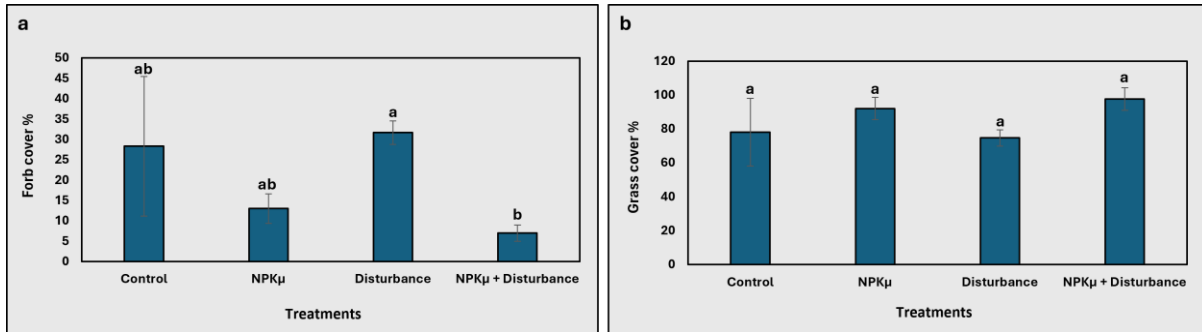 a
50
45
40
35
30
25
20
15
10
5
0
Forb cover %
ab
ab
a
b
Control
NPKµ
Disturbance
NPKµ + Disturbance
Treatments
b
120
100
80
60
40
20
0
Grass cover %
a
a
a
a
Control
NPKµ
Disturbance
NPKµ + Disturbance
Treatments